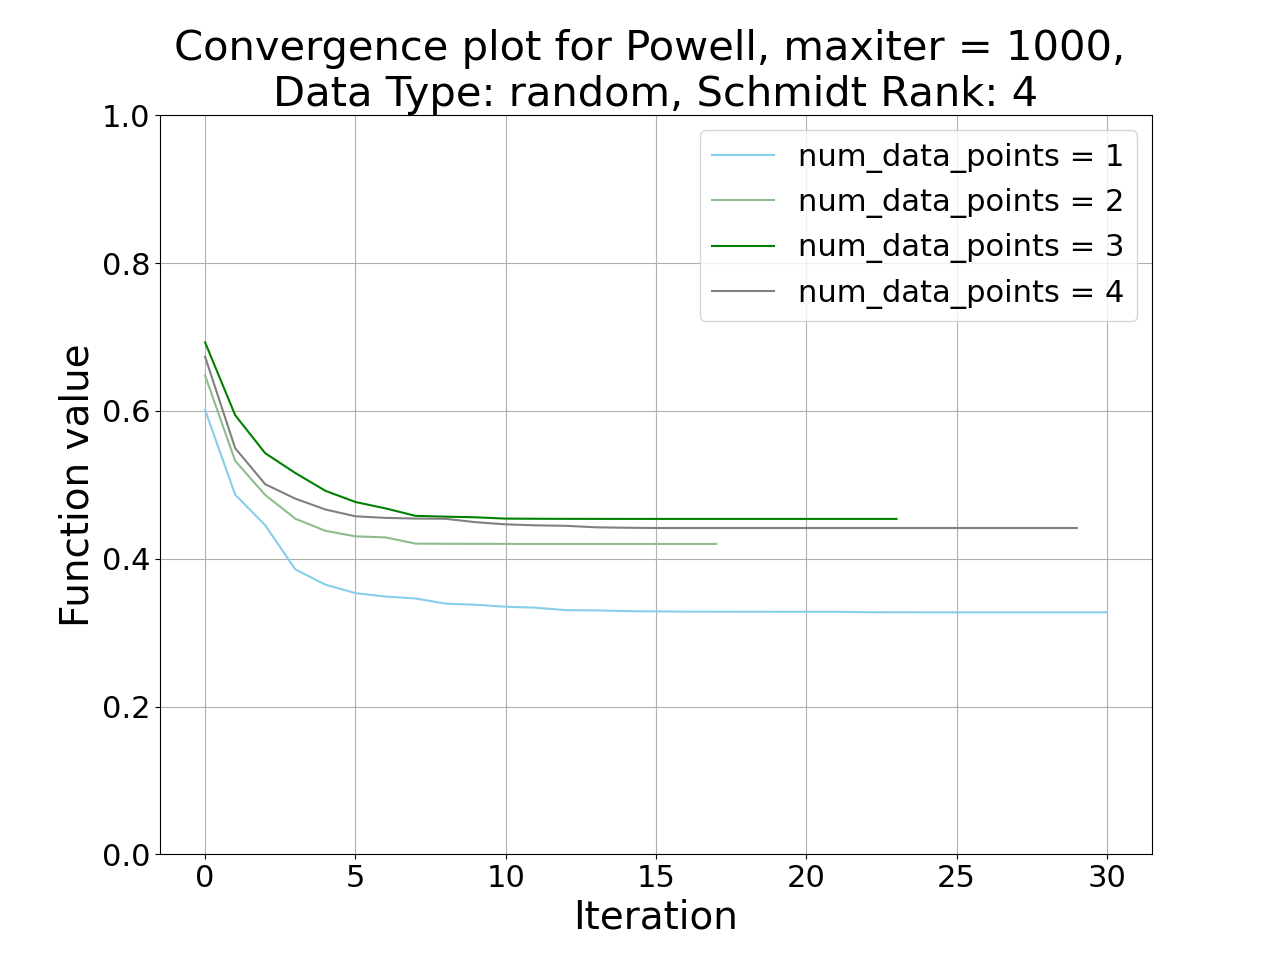 Convergence plot for Powell, maxiter = 1000,
Data Type: random, Schmidt Rank: 4
1.0
0.8
0.6
0.4
0.2
0.0
Function value
num_data_points = 1
num_data_points = 2
num_data_points = 3
num_data_points = 4
0 5 10 15 20 25 30
Iteration